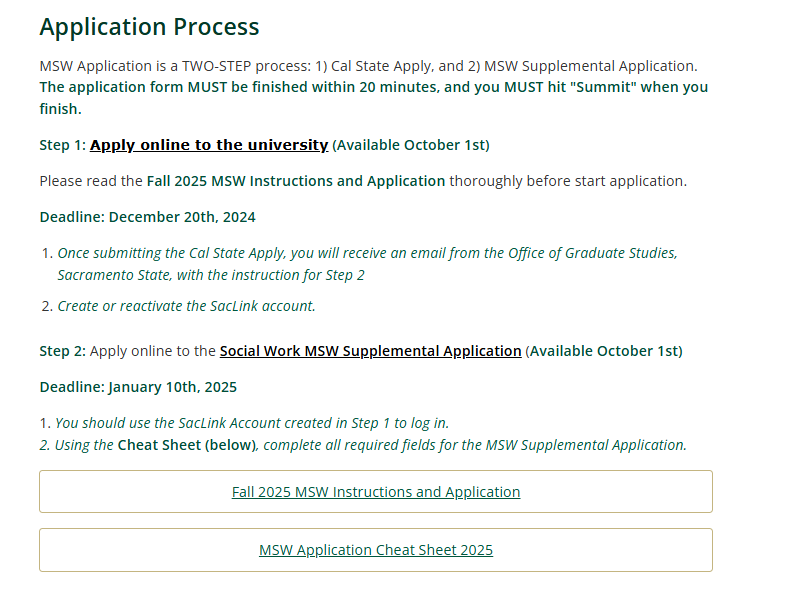 Application Process
MSW Application is a TWO-STEP process: 1) Cal State Apply, and 2) MSW Supplemental Application.
The application form MUST be finished within 20 minutes, and you MUST hit "Summit" when you
finish.
Step 1: Apply online to the university (Available October 1st)
Please read the Fall 2025 MSW Instructions and Application thoroughly before start application.
Deadline: December 20th, 2024
1. Once submitting the Cal State Apply, you will receive an email from the Office of Graduate Studies,
Sacramento State, with the instruction for Step 2
2. Create or reactivate the SacLink account.
Step 2: Apply online to the Social Work MSW Supplemental Application (Available October 1st)
Deadline: January 10th, 2025
1. You should use the SacLink Account created in Step 1 to log in.
2. Using the Cheat Sheet (below), complete all required fields for the MSW Supplemental Application.
Fall 2025 MSW Instructions and Application
MSW Application Cheat Sheet 2025